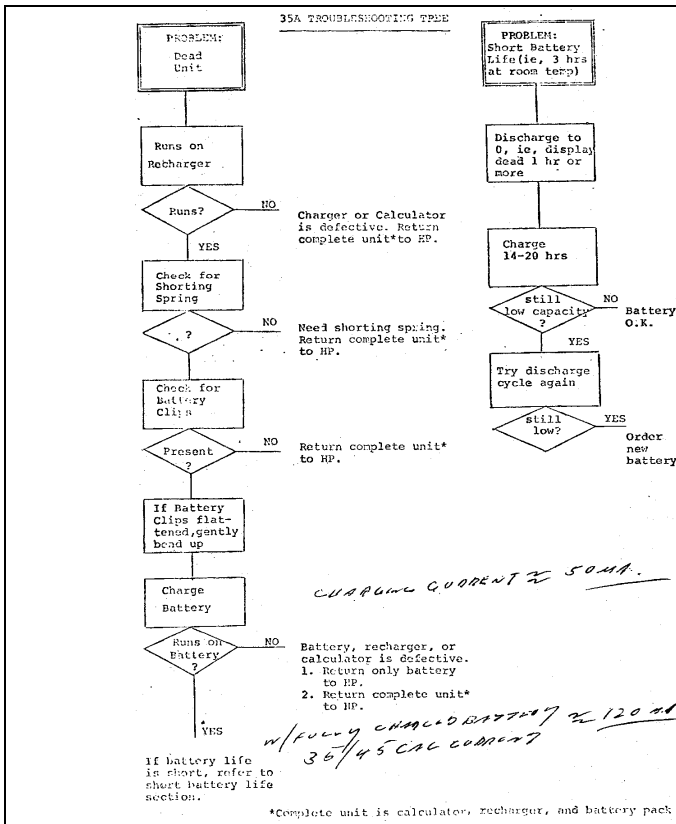 35A TROUBLESHOOTING TREE
PROBLEM:
Dead
Unit
Runs on
Recharger
Runs?
NO
Charger or Calculator
is defective. Return
complete unit*to HP.
YES
Check for
Shorting
Spring
?
NO
Need shorting spring.
Return complete unit*
to HP.
Check for
Battery
Clips
Present
?
NO
Return complete unit*
to HP.
If Battery
Clips flat-
tened,gently
bend up
Charge
Battery
Runs on
Battery
?
NO
Battery, recharger, or
calculator is defective.
1. Return only battery
to HP.
2. Return complete unit*
to HP.
YES
If battery life
is short, refer to
short battery life
section.
PROBLEM:
Short Battery
Life(ie, 3 hrs
at room temp)
Discharge to
0, ie, display
dead 1 hr or
more
Charge
14-20 hrs
still
low capacity
?
NO
Battery
O.K.
YES
Try discharge
cycle again
still
low?
YES
Order
new
battery
CHARGING CURRENT ≈ 50 MA.
W/ FULLY CHARGED BATTERY ≈ 120 MA
35/45 CALC CURRENT
*Complete unit is calculator, recharger, and battery pack